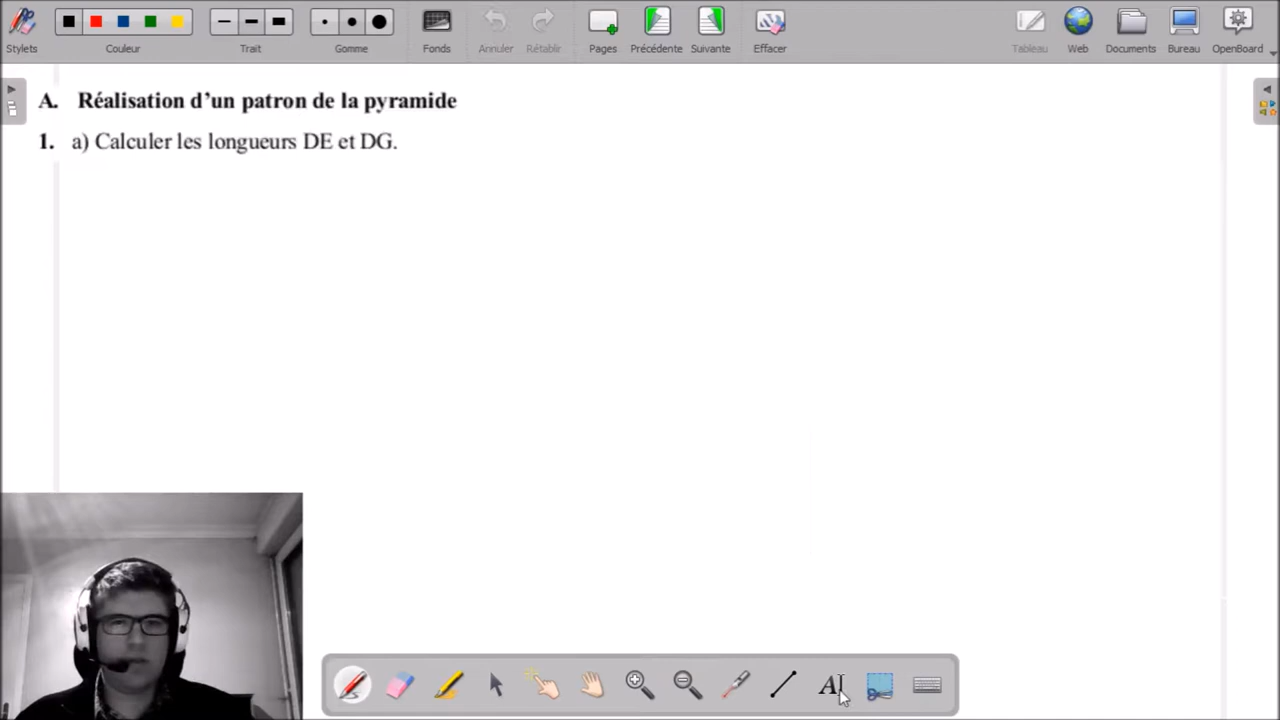 Stylets
Couleur
Trait
Gomme
Fonds
Annuler
Rétablir
Pages
Précédente
Suivante
Effacer
Tableau
Web
Documents
Bureau
OpenBoard
A. Réalisation d'un patron de la pyramide
1. a) Calculer les longueurs DE et DG.
AI